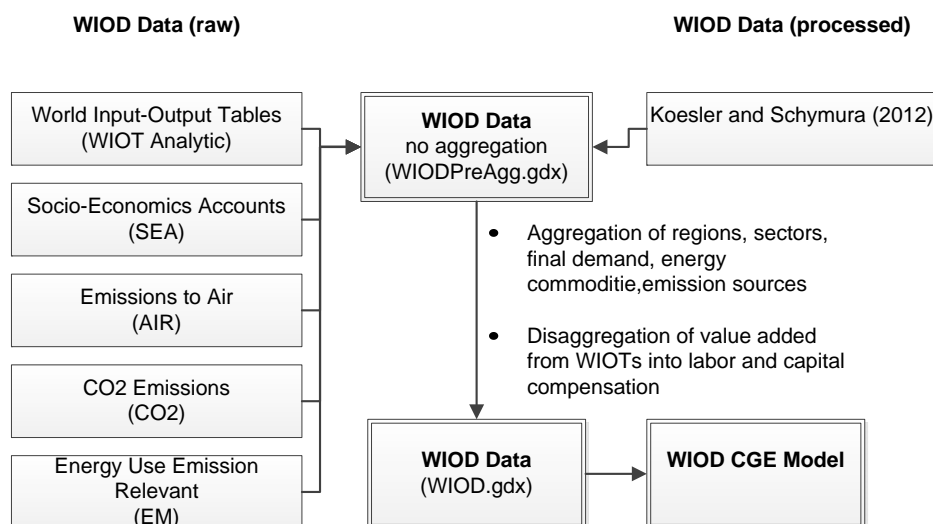 WIOD Data (raw)
WIOD Data (processed)
World Input-Output Tables
(WIOT Analytic)
Socio-Economics Accounts
(SEA)
Emissions to Air
(AIR)
CO2 Emissions
(CO2)
Energy Use Emission
Relevant
(EM)
WIOD Data
no aggregation
(WIODPreAgg.gdx)
Koesler and Schymura (2012)
• Aggregation of regions, sectors,
final demand, energy
commoditie,emission sources
• Disaggregation of value added
from WIOTs into labor and capital
compensation
WIOD Data
(WIOD.gdx)
WIOD CGE Model